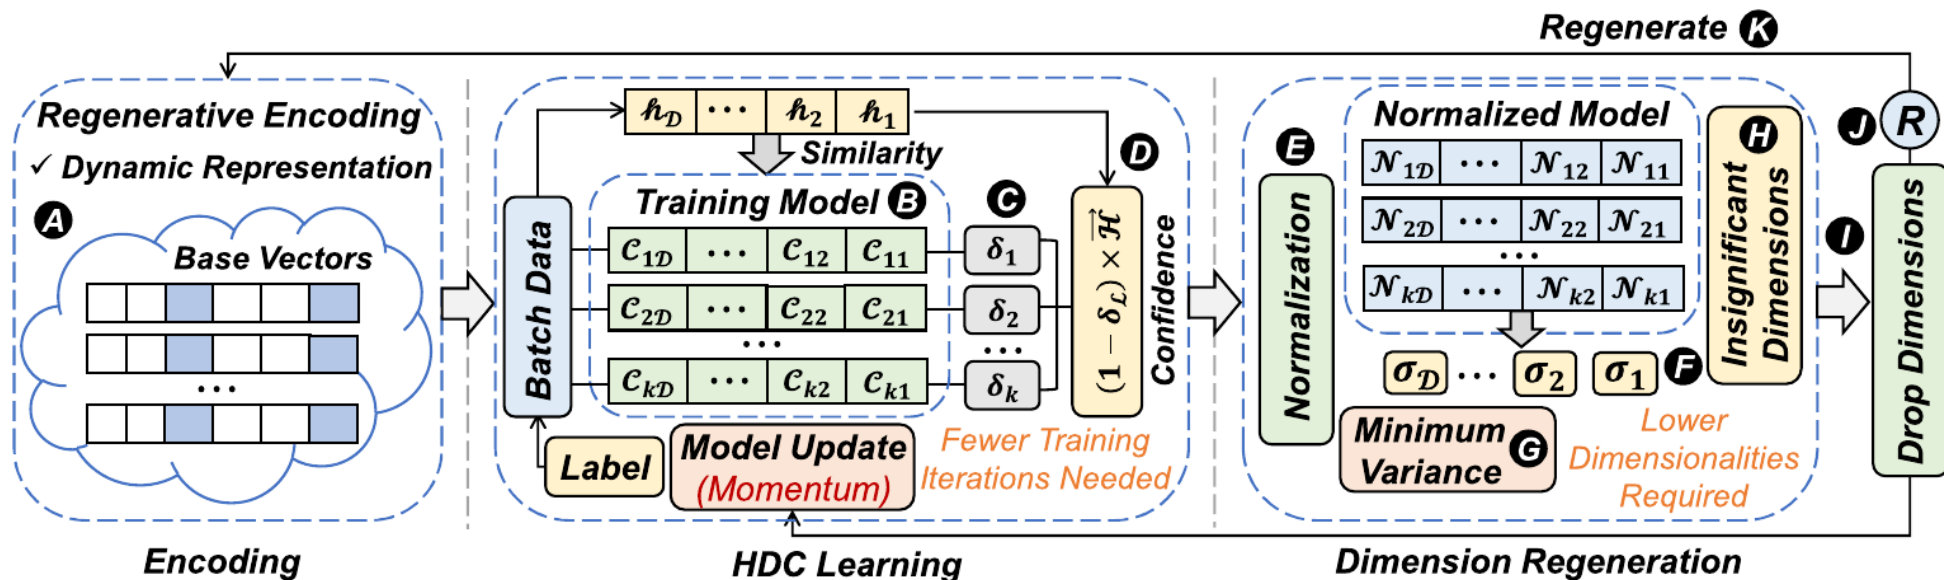 Regenerate K
Regenerative Encoding
✓ Dynamic Representation
A
Base Vectors
...
Encoding
𝒽_𝒟 ... 𝒽_2 𝒽_1
Similarity
Batch Data
Training Model B
C
D
𝒞_1𝒟 ... 𝒞_12 𝒞_11 δ_1
𝒞_2𝒟 ... 𝒞_22 𝒞_21 δ_2
... ...
𝒞_k𝒟 ... 𝒞_k2 𝒞_k1 δ_k
(1 − δ_ℒ) × ℋ⃗
Confidence
Label
Model Update
(Momentum)
Fewer Training
Iterations Needed
HDC Learning
E
Normalization
Normalized Model
𝒩_1𝒟 ... 𝒩_12 𝒩_11
𝒩_2𝒟 ... 𝒩_22 𝒩_21
...
𝒩_k𝒟 ... 𝒩_k2 𝒩_k1
σ_𝒟 ... σ_2 σ_1 F
Minimum
Variance G
Lower
Dimensionalities
Required
H
Insignificant
Dimensions
I
J
R
Drop Dimensions
Dimension Regeneration